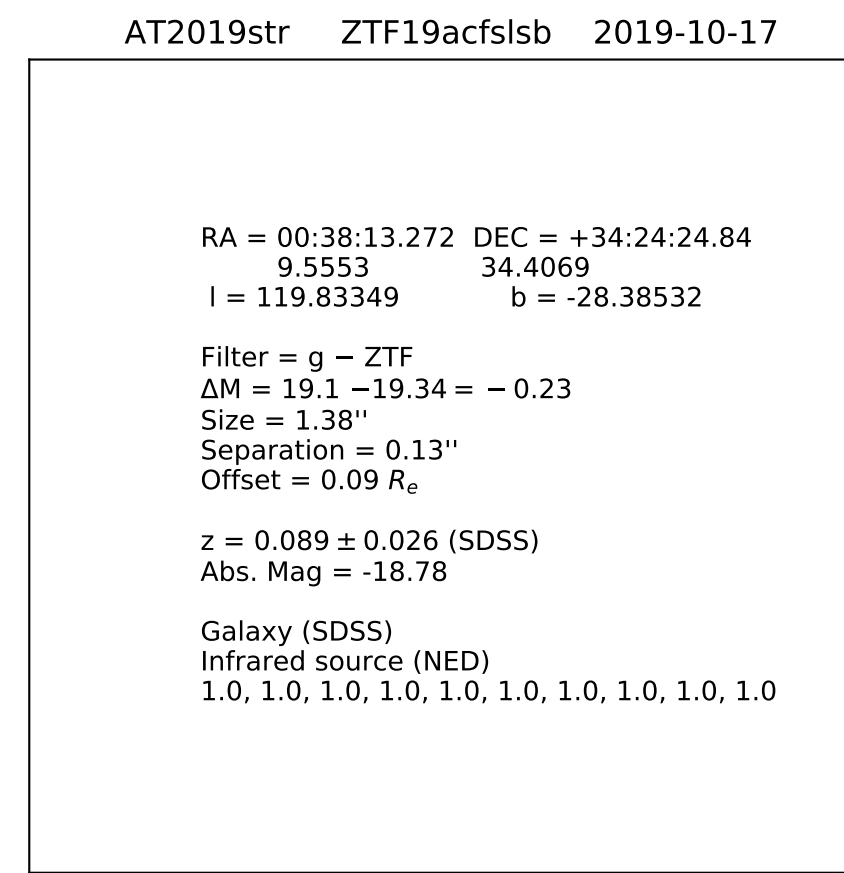 AT2019str ZTF19acfslsb 2019-10-17
RA = 00:38:13.272 DEC = +34:24:24.84
9.5553 34.4069
l = 119.83349 b = -28.38532
Filter = g − ZTF
ΔM = 19.1 −19.34 = − 0.23
Size = 1.38''
Separation = 0.13''
Offset = 0.09 Re
z = 0.089 ± 0.026 (SDSS)
Abs. Mag = -18.78
Galaxy (SDSS)
Infrared source (NED)
1.0, 1.0, 1.0, 1.0, 1.0, 1.0, 1.0, 1.0, 1.0, 1.0